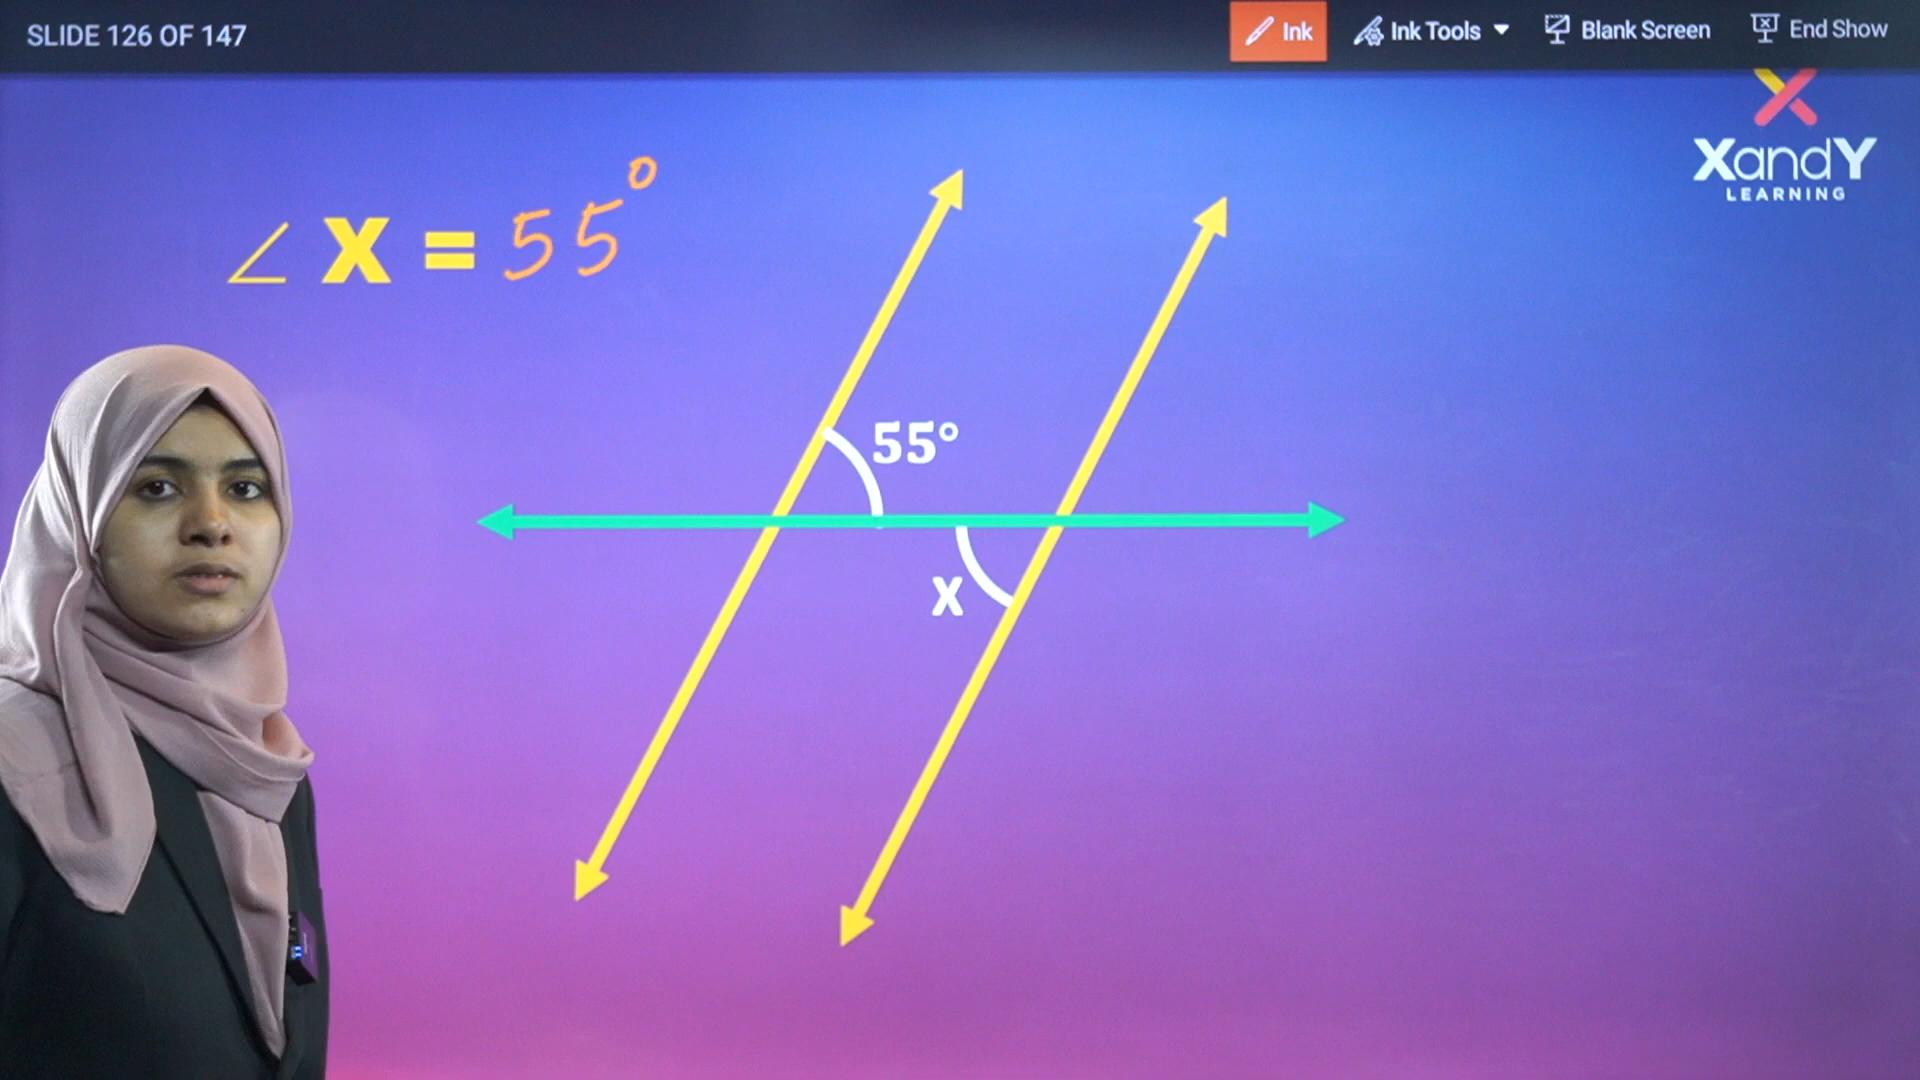 SLIDE 126 OF 147
Ink
Ink Tools
Blank Screen
End Show
XandY
LEARNING
∠ X = 55°
55°
X